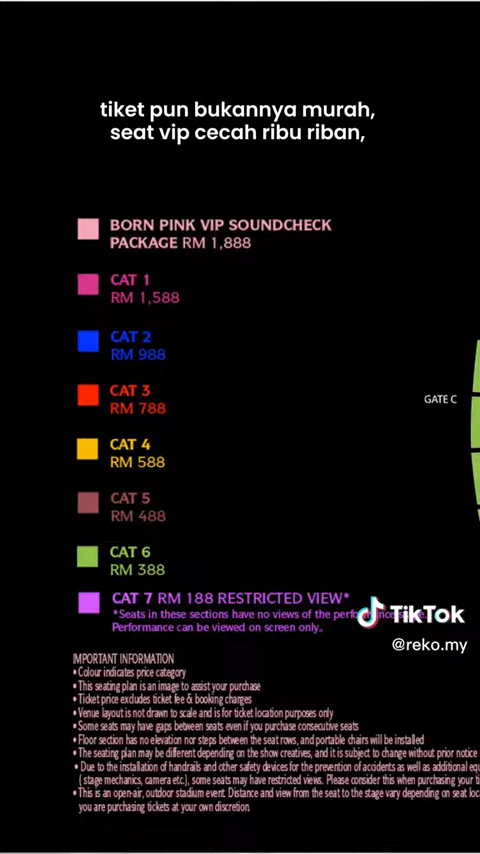 tiket pun bukannya murah,
seat vip cecah ribu riban,
BORN PINK VIP SOUNDCHECK
PACKAGE RM 1,888
CAT 1
RM 1,588
CAT 2
RM 988
GATE C
CAT 3
RM 788
CAT 4
RM 588
CAT 5
RM 488
CAT 6
RM 388
CAT 7 RM 188 RESTRICTED VIEW*
*Seats in these sections have no views of the
Performance can be viewed on screen only.
TikTok
@reko.my
IMPORTANT INFORMATION
• Colour indicates price category
• This seating plan is an image to assist your purchase
• Ticket price excludes ticket fee & booking charges
• Venue layout is not drawn to scale and is for ticket location purposes only
• Some seats may have gaps between seats even if you purchase consecutive seats
• Floor section has no elevation nor steps between the seat rows, and portable chairs will be installed
• The seating plan may be different depending on the show creatives, and it is subject to change without prior notice
• Due to the installation of handrails and other safety devices for the prevention of accidents as well as additional
( stage mechanics, camera etc.), some seats may have restricted views. Please consider this when purchasing your
• This is an open-air, outdoor stadium event. Distance and view from the seat to the stage vary depending on seat
you are purchasing tickets at your own discretion.